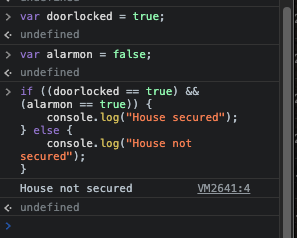 undefined
var doorlocked = true;
undefined
var alarmon = false;
undefined
if ((doorlocked == true) &&
(alarmon == true)) {
    console.log("House secured");
} else {
    console.log("House not
secured");
}
House not secured VM2641:4
undefined